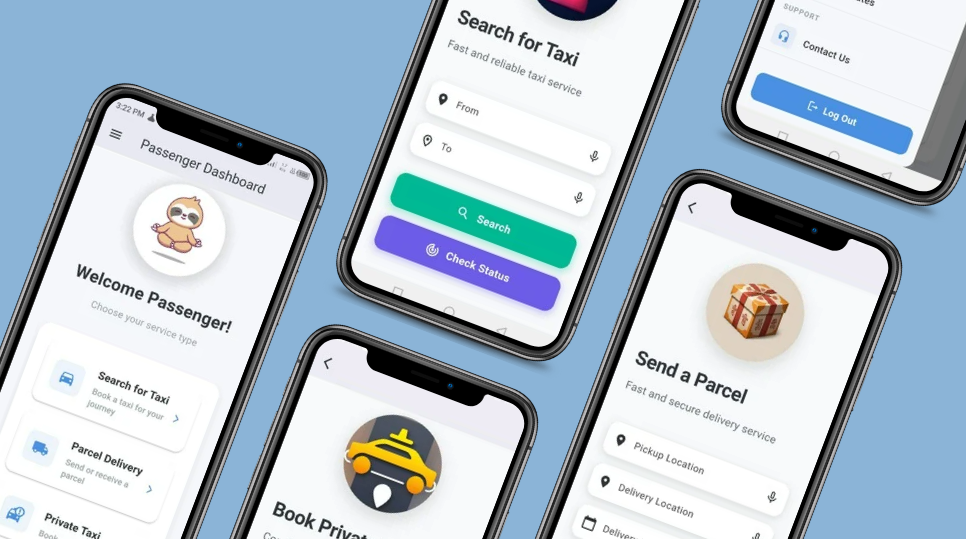 3:22 PM
Passenger Dashboard
Welcome Passenger!
Choose your service type
Search for Taxi
Book a taxi for your
journey
Parcel Delivery
Send or receive a
parcel
Private Taxi
Search for Taxi
Fast and reliable taxi service
From
To
Search
Check Status
Book
SUPPORT
Contact Us
Log Out
Send a Parcel
Fast and secure delivery service
Pickup Location
Delivery Location